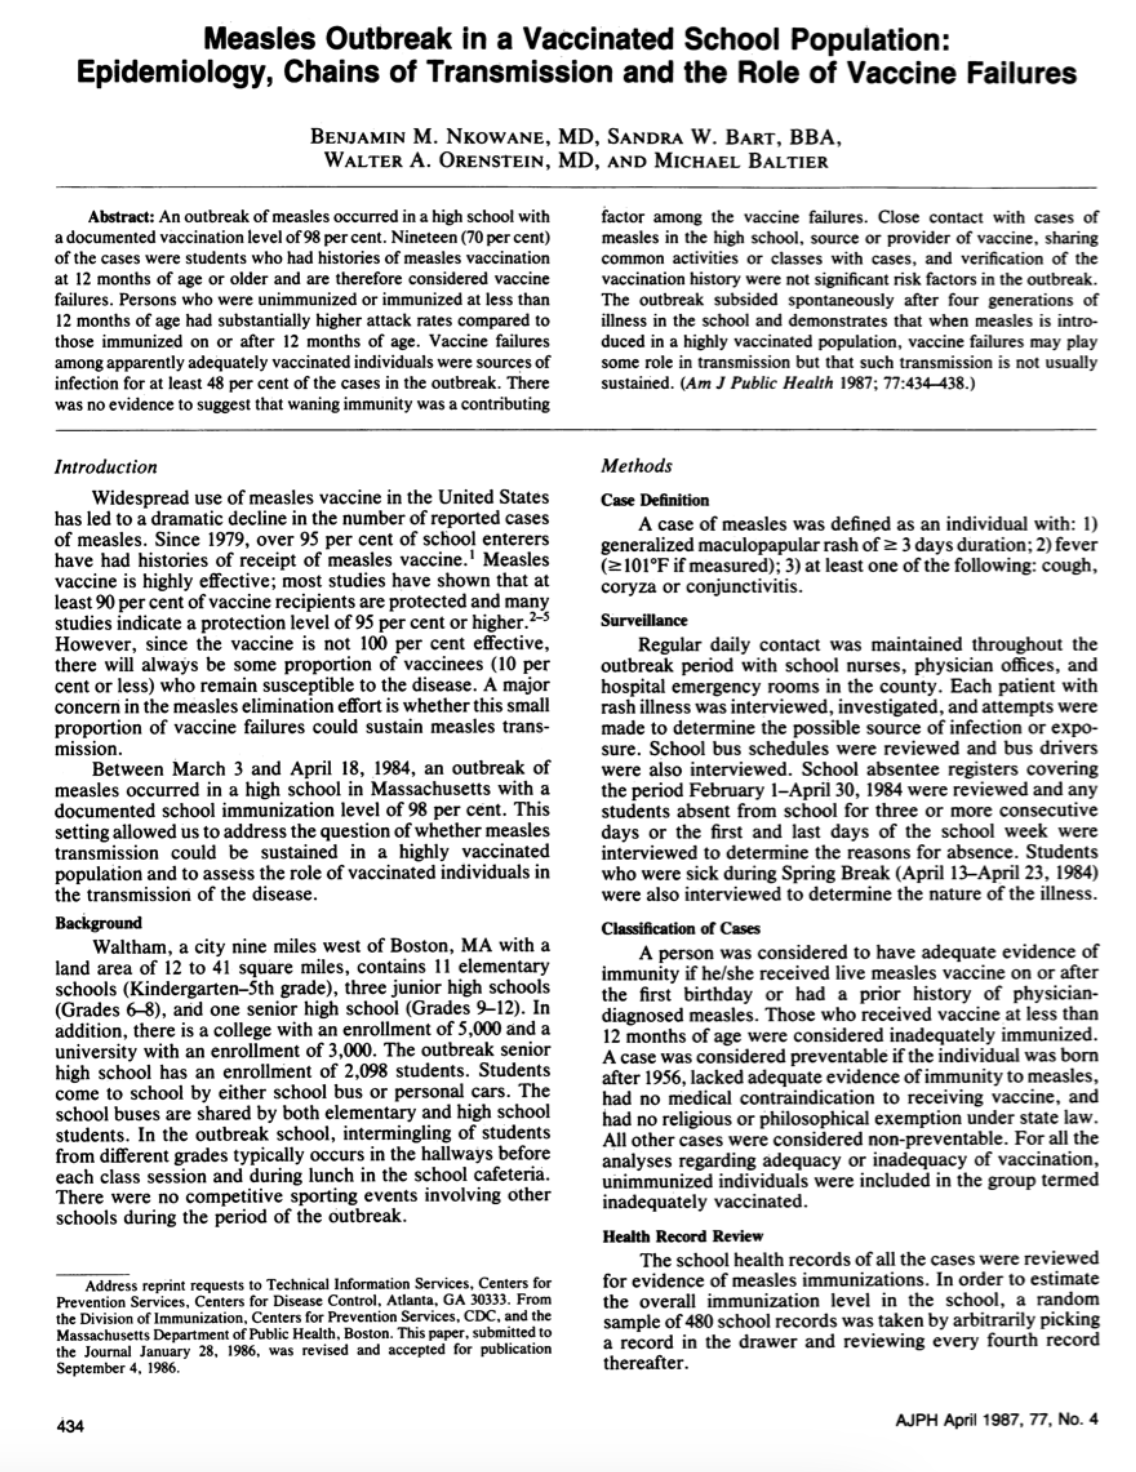 Measles Outbreak in a Vaccinated School Population:
Epidemiology, Chains of Transmission and the Role of Vaccine Failures
BENJAMIN M. NKOWANE, MD, SANDRA W. BART, BBA,
WALTER A. ORENSTEIN, MD, AND MICHAEL BALTIER
Abstract: An outbreak of measles occurred in a high school with
a documented vaccination level of 98 per cent. Nineteen (70 per cent)
of the cases were students who had histories of measles vaccination
at 12 months of age or older and are therefore considered vaccine
failures. Persons who were unimmunized or immunized at less than
12 months of age had substantially higher attack rates compared to
those immunized on or after 12 months of age. Vaccine failures
among apparently adequately vaccinated individuals were sources of
infection for at least 48 per cent of the cases in the outbreak. There
was no evidence to suggest that waning immunity was a contributing
factor among the vaccine failures. Close contact with cases of
measles in the high school, source or provider of vaccine, sharing
common activities or classes with cases, and verification of the
vaccination history were not significant risk factors in the outbreak.
The outbreak subsided spontaneously after four generations of
illness in the school and demonstrates that when measles is intro-
duced in a highly vaccinated population, vaccine failures may play
some role in transmission but that such transmission is not usually
sustained. (Am J Public Health 1987; 77:434–438.)
Introduction
Widespread use of measles vaccine in the United States
has led to a dramatic decline in the number of reported cases
of measles. Since 1979, over 95 per cent of school enterers
have had histories of receipt of measles vaccine.1 Measles
vaccine is highly effective; most studies have shown that at
least 90 per cent of vaccine recipients are protected and many
studies indicate a protection level of 95 per cent or higher.2–5
However, since the vaccine is not 100 per cent effective,
there will always be some proportion of vaccinees (10 per
cent or less) who remain susceptible to the disease. A major
concern in the measles elimination effort is whether this small
proportion of vaccine failures could sustain measles trans-
mission.
Between March 3 and April 18, 1984, an outbreak of
measles occurred in a high school in Massachusetts with a
documented school immunization level of 98 per cent. This
setting allowed us to address the question of whether measles
transmission could be sustained in a highly vaccinated
population and to assess the role of vaccinated individuals in
the transmission of the disease.
Background
Waltham, a city nine miles west of Boston, MA with a
land area of 12 to 41 square miles, contains 11 elementary
schools (Kindergarten–5th grade), three junior high schools
(Grades 6–8), and one senior high school (Grades 9–12). In
addition, there is a college with an enrollment of 5,000 and a
university with an enrollment of 3,000. The outbreak senior
high school has an enrollment of 2,098 students. Students
come to school by either school bus or personal cars. The
school buses are shared by both elementary and high school
students. In the outbreak school, intermingling of students
from different grades typically occurs in the hallways before
each class session and during lunch in the school cafeteria.
There were no competitive sporting events involving other
schools during the period of the outbreak.
Address reprint requests to Technical Information Services, Centers for
Prevention Services, Centers for Disease Control, Atlanta, GA 30333. From
the Division of Immunization, Centers for Prevention Services, CDC, and the
Massachusetts Department of Public Health, Boston. This paper, submitted to
the Journal January 28, 1986, was revised and accepted for publication
September 4, 1986.
Methods
Case Definition
A case of measles was defined as an individual with: 1)
generalized maculopapular rash of ≥ 3 days duration; 2) fever
(≥101°F if measured); 3) at least one of the following: cough,
coryza or conjunctivitis.
Surveillance
Regular daily contact was maintained throughout the
outbreak period with school nurses, physician offices, and
hospital emergency rooms in the county. Each patient with
rash illness was interviewed, investigated, and attempts were
made to determine the possible source of infection or expo-
sure. School bus schedules were reviewed and bus drivers
were also interviewed. School absentee registers covering
the period February 1–April 30, 1984 were reviewed and any
students absent from school for three or more consecutive
days or the first and last days of the school week were
interviewed to determine the reasons for absence. Students
who were sick during Spring Break (April 13–April 23, 1984)
were also interviewed to determine the nature of the illness.
Classification of Cases
A person was considered to have adequate evidence of
immunity if he/she received live measles vaccine on or after
the first birthday or had a prior history of physician-
diagnosed measles. Those who received vaccine at less than
12 months of age were considered inadequately immunized.
A case was considered preventable if the individual was born
after 1956, lacked adequate evidence of immunity to measles,
had no medical contraindication to receiving vaccine, and
had no religious or philosophical exemption under state law.
All other cases were considered non-preventable. For all the
analyses regarding adequacy or inadequacy of vaccination,
unimmunized individuals were included in the group termed
inadequately vaccinated.
Health Record Review
The school health records of all the cases were reviewed
for evidence of measles immunizations. In order to estimate
the overall immunization level in the school, a random
sample of 480 school records was taken by arbitrarily picking
a record in the drawer and reviewing every fourth record
thereafter.
434
AJPH April 1987, 77, No. 4